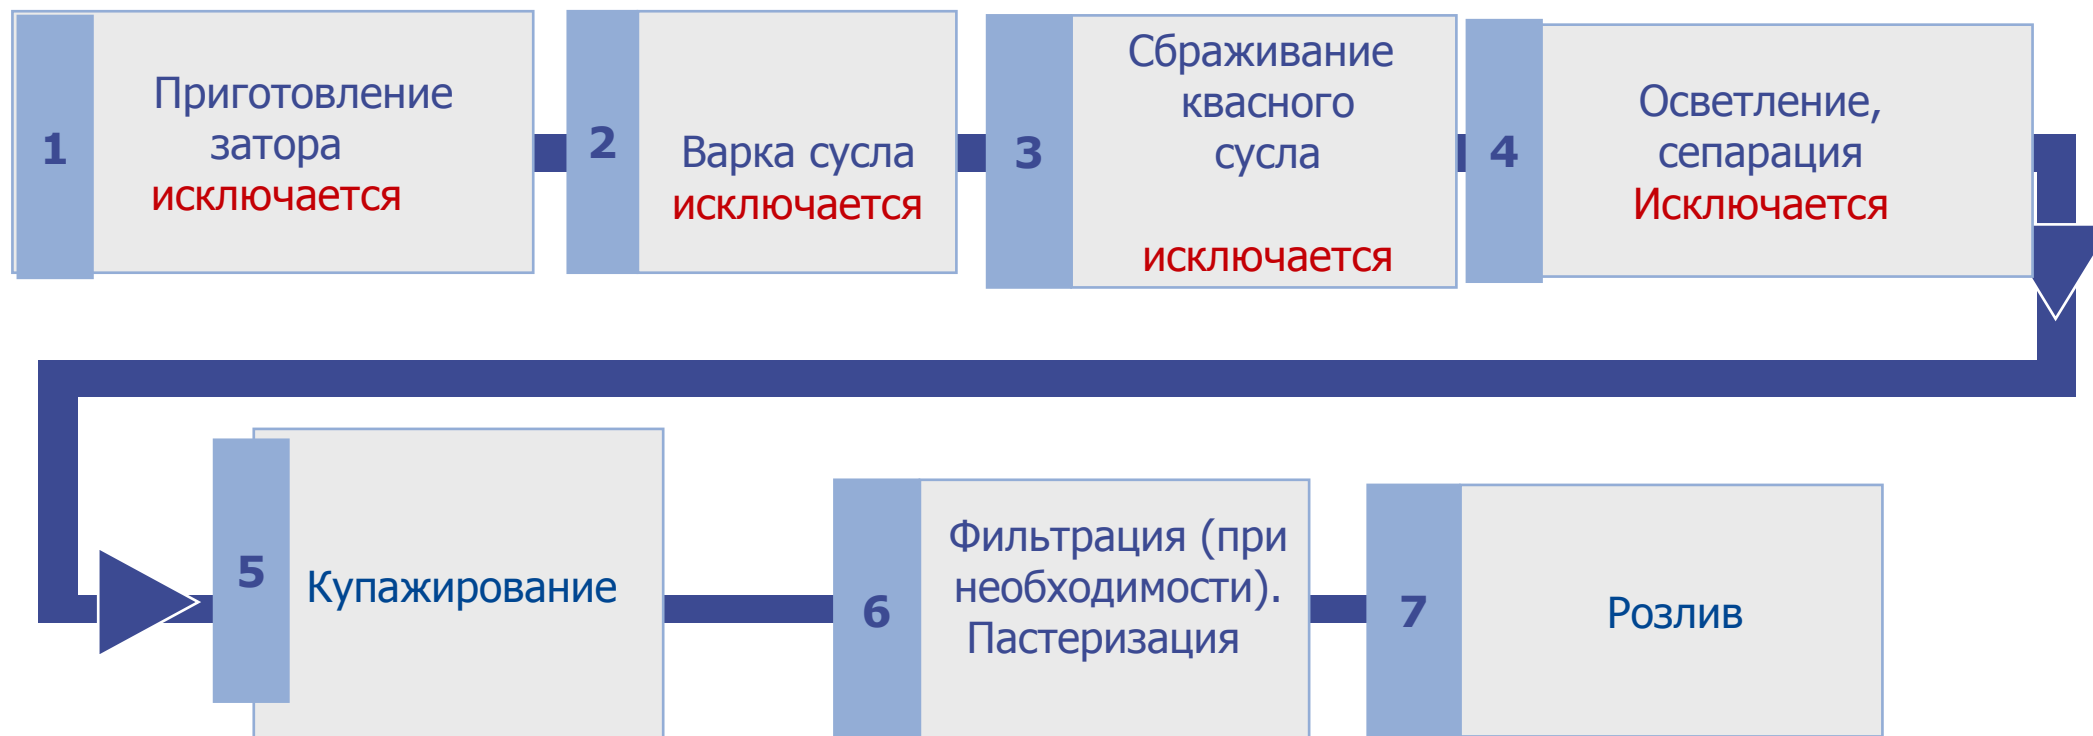 1
Приготовление
затора
исключается
2
Варка сусла
исключается
3
Сбраживание
квасного
сусла
исключается
4
Осветление,
сепарация
Исключается
5
Купажирование
6
Фильтрация (при
необходимости).
Пастеризация
7
Розлив